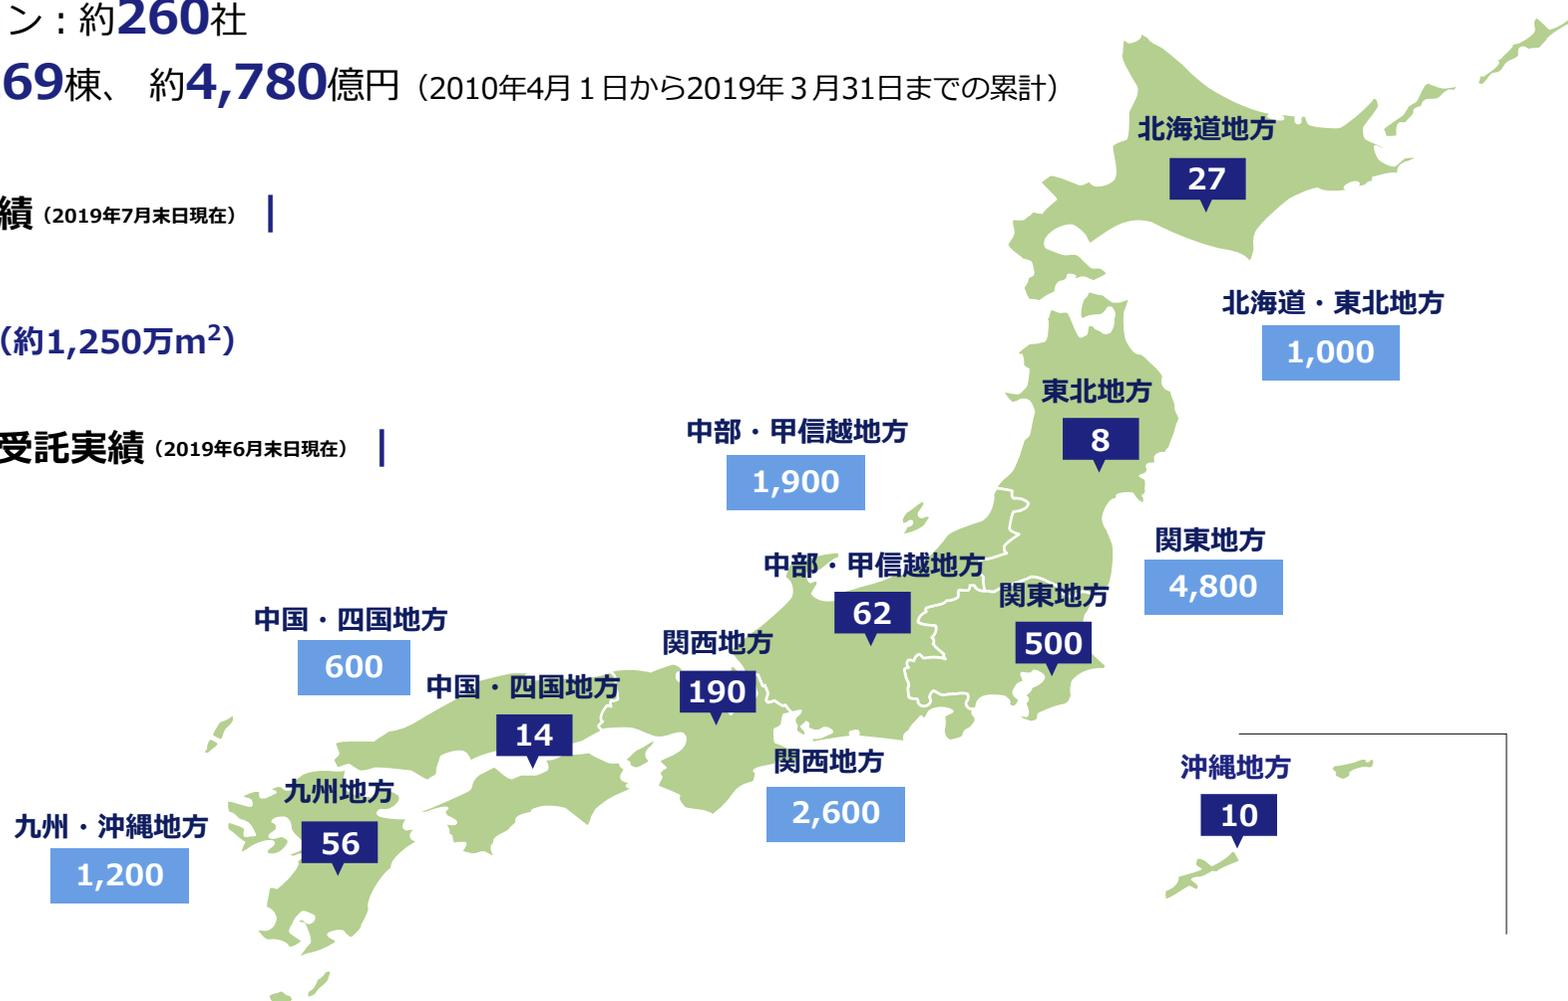 ン：約260社
69棟、 約4,780億円（2010年4月１日から2019年３月31日までの累計）
績（2019年7月末日現在）
（約1,250万m²）
受託実績（2019年6月末日現在）
北海道地方
27
北海道・東北地方
1,000
東北地方
8
中部・甲信越地方
1,900
関東地方
4,800
中部・甲信越地方
62
関東地方
500
中国・四国地方
600
関西地方
190
中国・四国地方
14
関西地方
2,600
沖縄地方
10
九州地方
56
九州・沖縄地方
1,200